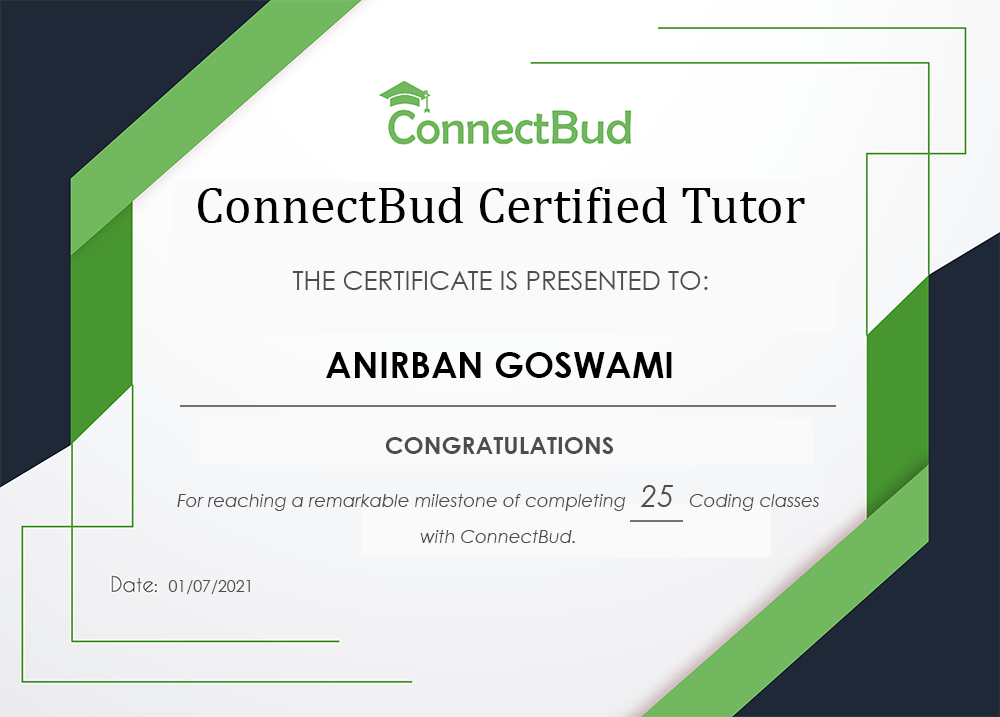 ConnectBud
ConnectBud Certified Tutor
THE CERTIFICATE IS PRESENTED TO:
ANIRBAN GOSWAMI
CONGRATULATIONS
For reaching a remarkable milestone of completing 25 Coding classes
with ConnectBud.
Date: 01/07/2021